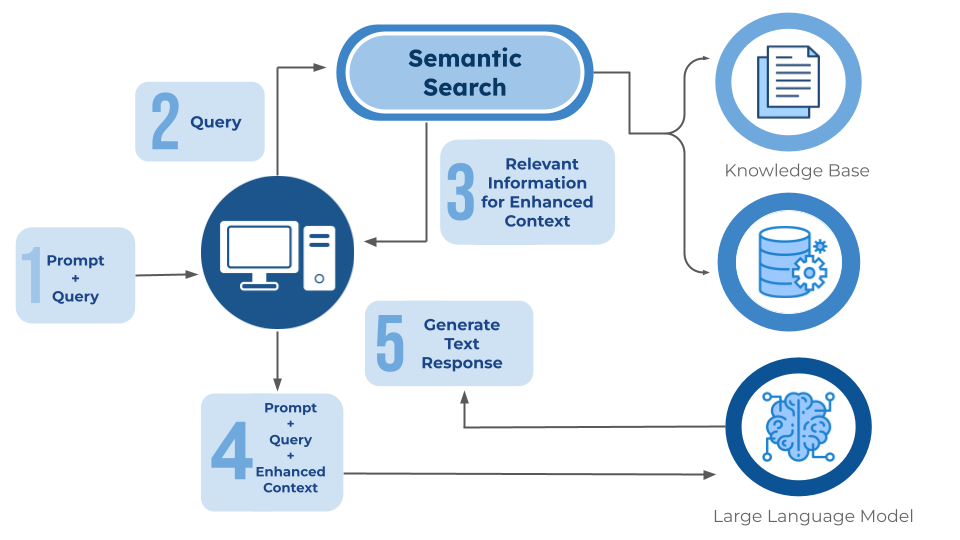 Semantic
Search
2
Query
Knowledge Base
3
Relevant
Information
for Enhanced
Context
1
Prompt
+
Query
5
Generate
Text
Response
4
Prompt
+
Query
+
Enhanced
Context
Large Language Model